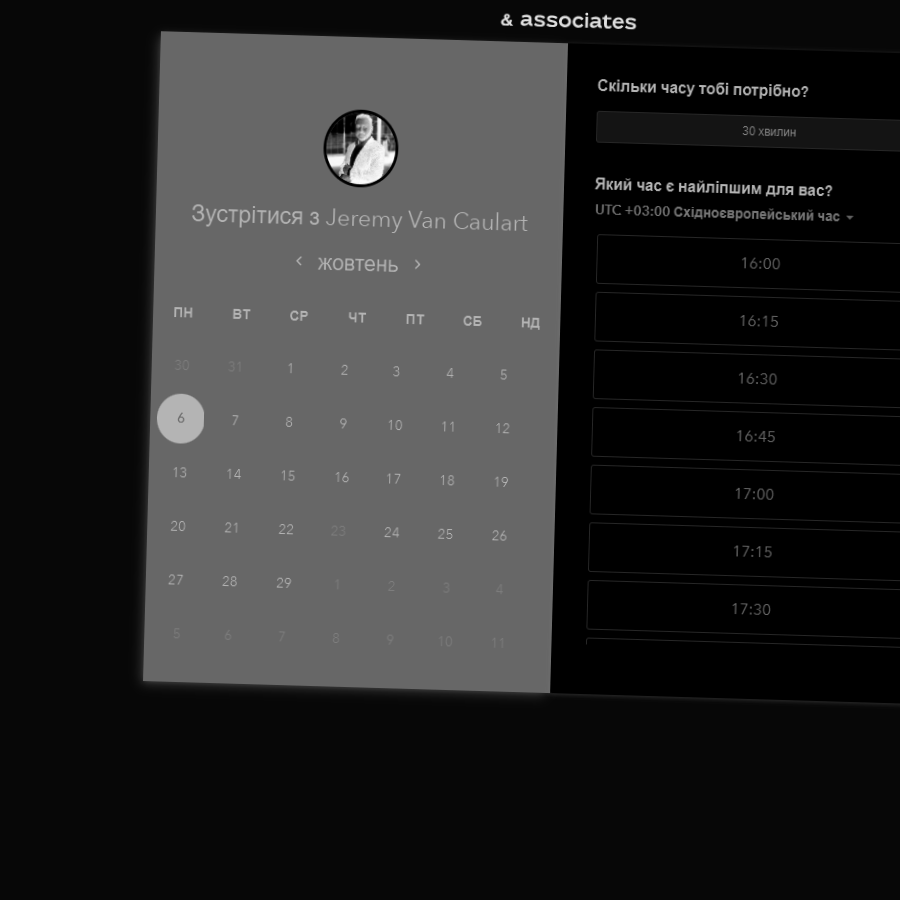 & associates
Зустрітися з Jeremy Van Caulart
жовтень
ПН ВТ СР ЧТ ПТ СБ НД
30 31 1 2 3 4 5
6 7 8 9 10 11 12
13 14 15 16 17 18 19
20 21 22 23 24 25 26
27 28 29 1 2 3 4
5 6 7 8 9 10 11
Скільки часу тобі потрібно?
30 хвилин
Який час є найліпшим для вас?
UTC +03:00 Східноєвропейський час
16:00
16:15
16:30
16:45
17:00
17:15
17:30